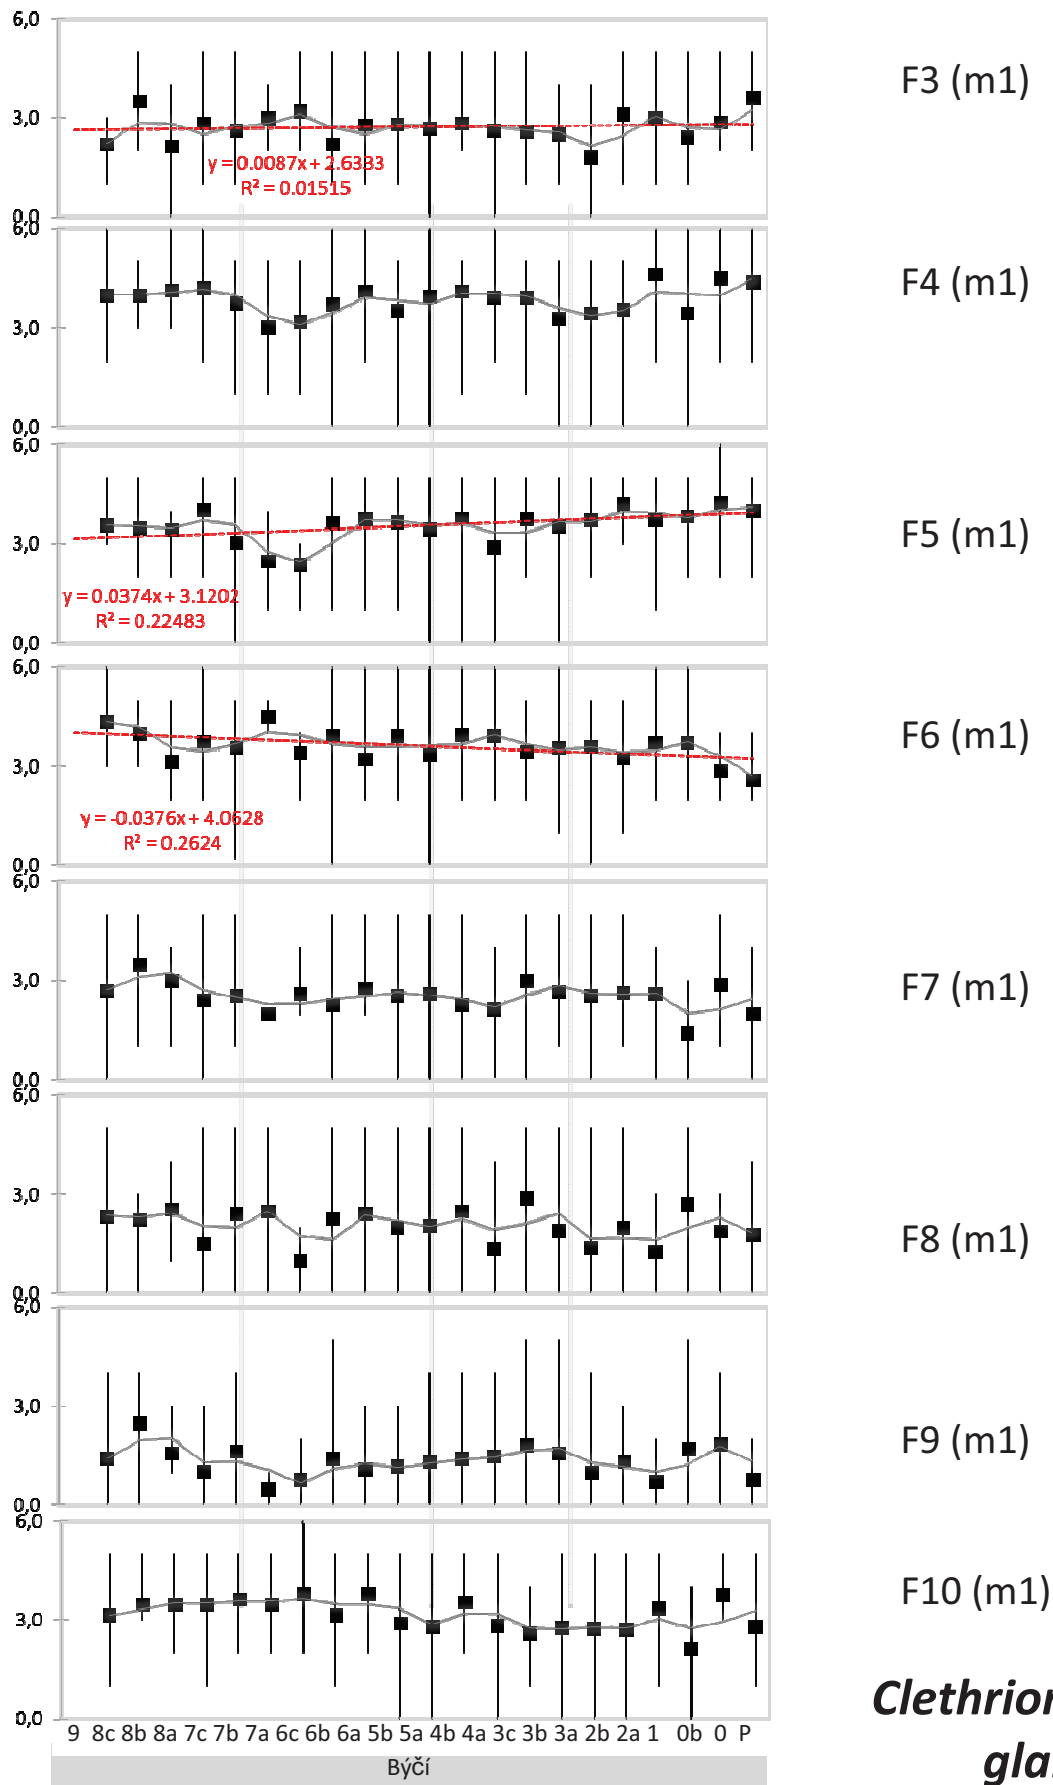 6,0
3,0
0,0
y = 0.0087x + 2.6333
R² = 0.01515
F3 (m1)
6,0
3,0
0,0
F4 (m1)
6,0
3,0
0,0
y = 0.0374x + 3.1202
R² = 0.22483
F5 (m1)
6,0
3,0
0,0
y = -0.0376x + 4.0628
R² = 0.2624
F6 (m1)
6,0
3,0
0,0
F7 (m1)
6,0
3,0
0,0
F8 (m1)
6,0
3,0
0,0
F9 (m1)
6,0
3,0
0,0
F10 (m1)
9 8c 8b 8a 7c 7b 7a 6c 6b 6a 5b 5a 4b 4a 3c 3b 3a 2b 2a 1 0b 0 P
Býčí
Clethrion
gla